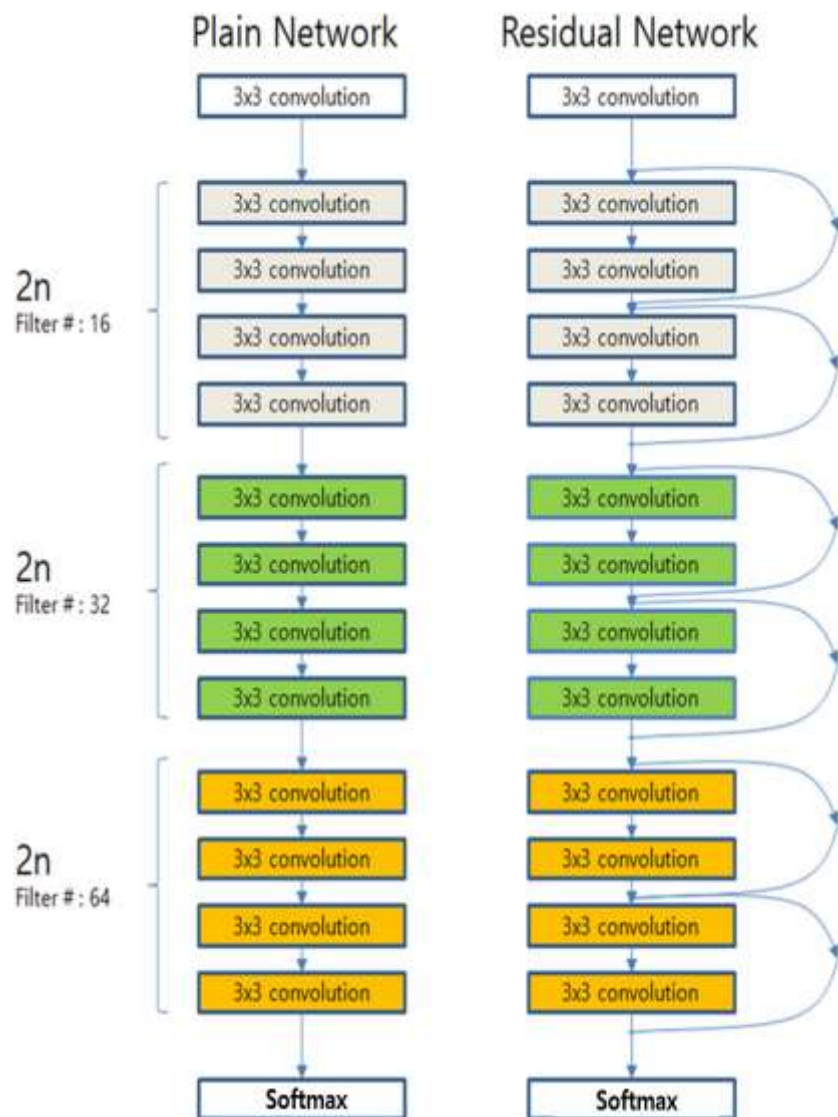 Plain Network
Residual Network
3x3 convolution
3x3 convolution
3x3 convolution
3x3 convolution
3x3 convolution
3x3 convolution
2n
Filter # : 16
3x3 convolution
3x3 convolution
3x3 convolution
3x3 convolution
3x3 convolution
3x3 convolution
3x3 convolution
3x3 convolution
2n
Filter # : 32
3x3 convolution
3x3 convolution
3x3 convolution
3x3 convolution
3x3 convolution
3x3 convolution
3x3 convolution
3x3 convolution
2n
Filter # : 64
3x3 convolution
3x3 convolution
3x3 convolution
3x3 convolution
Softmax
Softmax